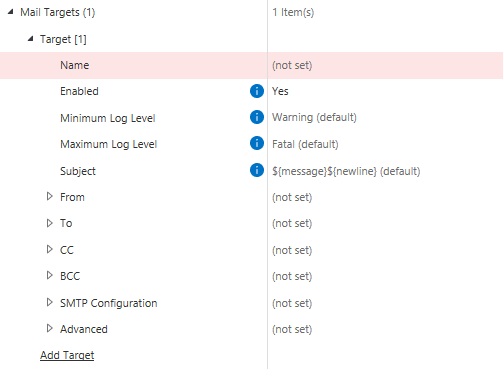 Mail Targets (1) 1 Item(s)
Target [1]
Name (not set)
Enabled i Yes
Minimum Log Level i Warning (default)
Maximum Log Level i Fatal (default)
Subject i ${message}${newline} (default)
From (not set)
To (not set)
CC (not set)
BCC (not set)
SMTP Configuration (not set)
Advanced (not set)
Add Target